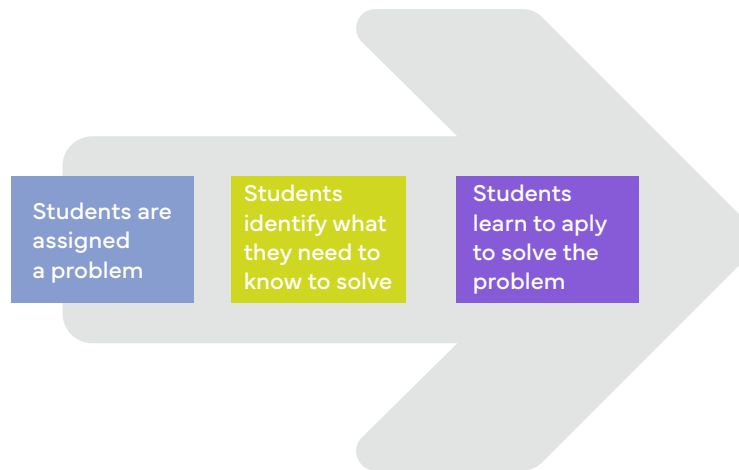 Students are
assigned
a problem
Students
identify what
they need to
know to solve
Students
learn to aply
to solve the
problem